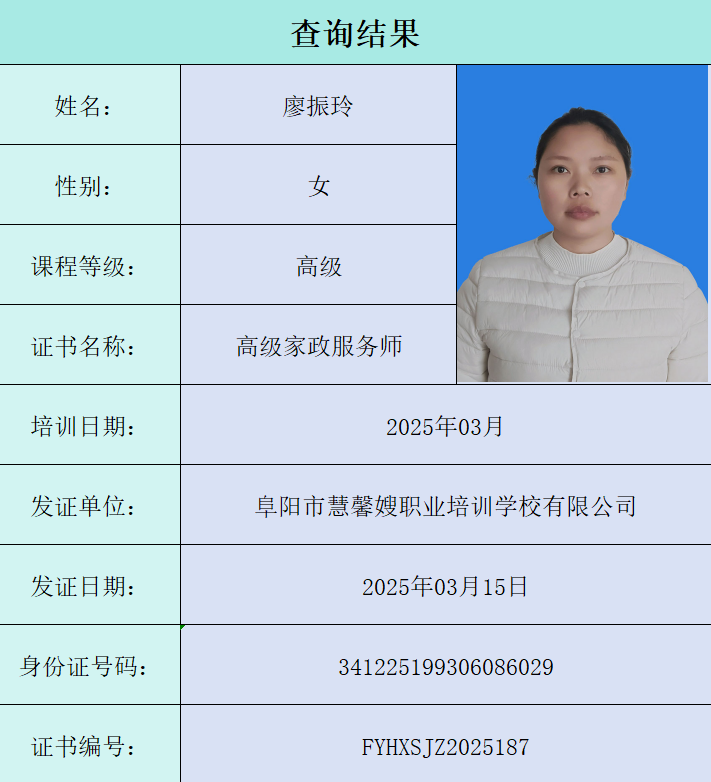 查询结果
姓名： 廖振玲
性别： 女
课程等级： 高级
证书名称： 高级家政服务师
培训日期： 2025年03月
发证单位： 阜阳市慧馨嫂职业培训学校有限公司
发证日期： 2025年03月15日
身份证号码： 341225199306086029
证书编号： FYHXSJZ2025187